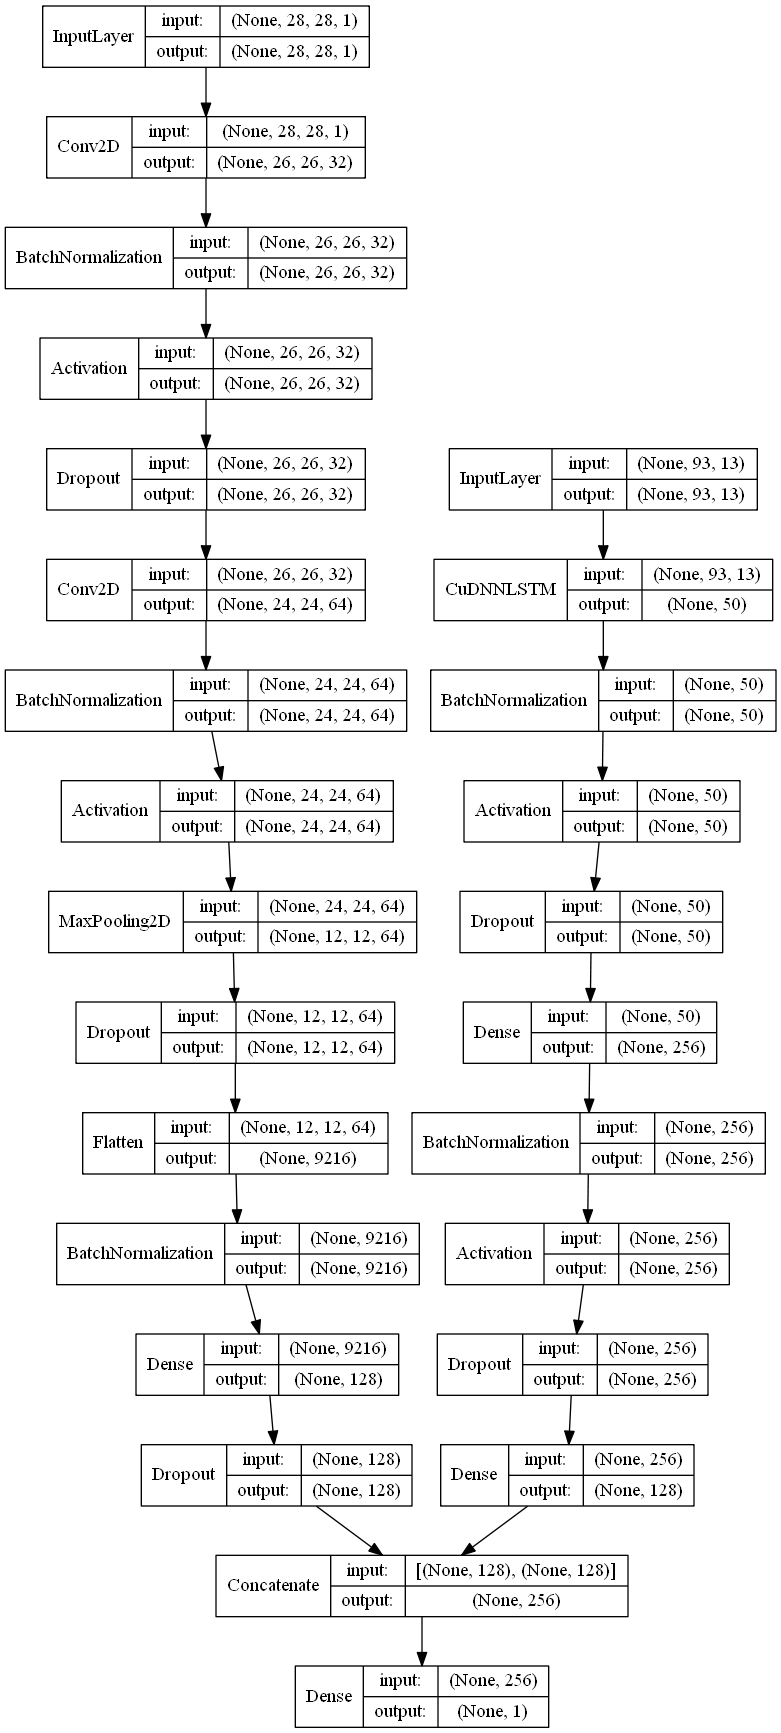 InputLayer
input: (None, 28, 28, 1)
output: (None, 28, 28, 1)
Conv2D
input: (None, 28, 28, 1)
output: (None, 26, 26, 32)
BatchNormalization
input: (None, 26, 26, 32)
output: (None, 26, 26, 32)
Activation
input: (None, 26, 26, 32)
output: (None, 26, 26, 32)
Dropout
input: (None, 26, 26, 32)
output: (None, 26, 26, 32)
Conv2D
input: (None, 26, 26, 32)
output: (None, 24, 24, 64)
BatchNormalization
input: (None, 24, 24, 64)
output: (None, 24, 24, 64)
Activation
input: (None, 24, 24, 64)
output: (None, 24, 24, 64)
MaxPooling2D
input: (None, 24, 24, 64)
output: (None, 12, 12, 64)
Dropout
input: (None, 12, 12, 64)
output: (None, 12, 12, 64)
Flatten
input: (None, 12, 12, 64)
output: (None, 9216)
BatchNormalization
input: (None, 9216)
output: (None, 9216)
Dense
input: (None, 9216)
output: (None, 128)
Dropout
input: (None, 128)
output: (None, 128)
InputLayer
input: (None, 93, 13)
output: (None, 93, 13)
CuDNNLSTM
input: (None, 93, 13)
output: (None, 50)
BatchNormalization
input: (None, 50)
output: (None, 50)
Activation
input: (None, 50)
output: (None, 50)
Dropout
input: (None, 50)
output: (None, 50)
Dense
input: (None, 50)
output: (None, 256)
BatchNormalization
input: (None, 256)
output: (None, 256)
Activation
input: (None, 256)
output: (None, 256)
Dropout
input: (None, 256)
output: (None, 256)
Dense
input: (None, 256)
output: (None, 128)
Concatenate
input: [(None, 128), (None, 128)]
output: (None, 256)
Dense
input: (None, 256)
output: (None, 1)